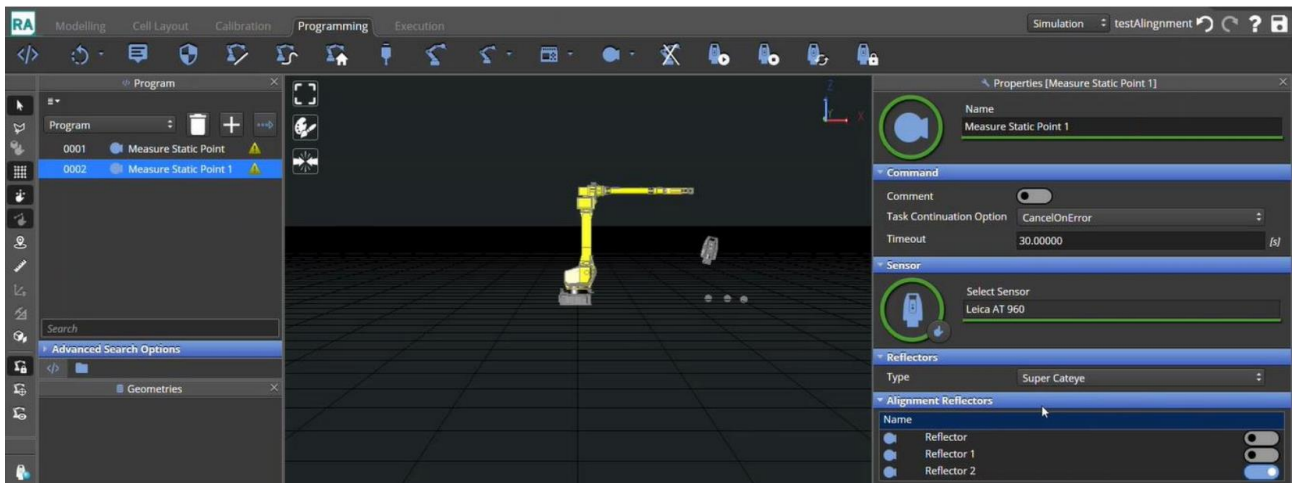 RA Modelling Cell Layout Calibration Programming Execution Simulation testAlingnment
Program
Program
0001 Measure Static Point
0002 Measure Static Point 1
Search
Advanced Search Options
Geometries
Z
Y X
Properties [Measure Static Point 1]
Name
Measure Static Point 1
Command
Comment
Task Continuation Option CancelOnError
Timeout 30.00000 [s]
Sensor
Select Sensor
Leica AT 960
Reflectors
Type Super Cateye
Alignment Reflectors
Name
Reflector
Reflector 1
Reflector 2